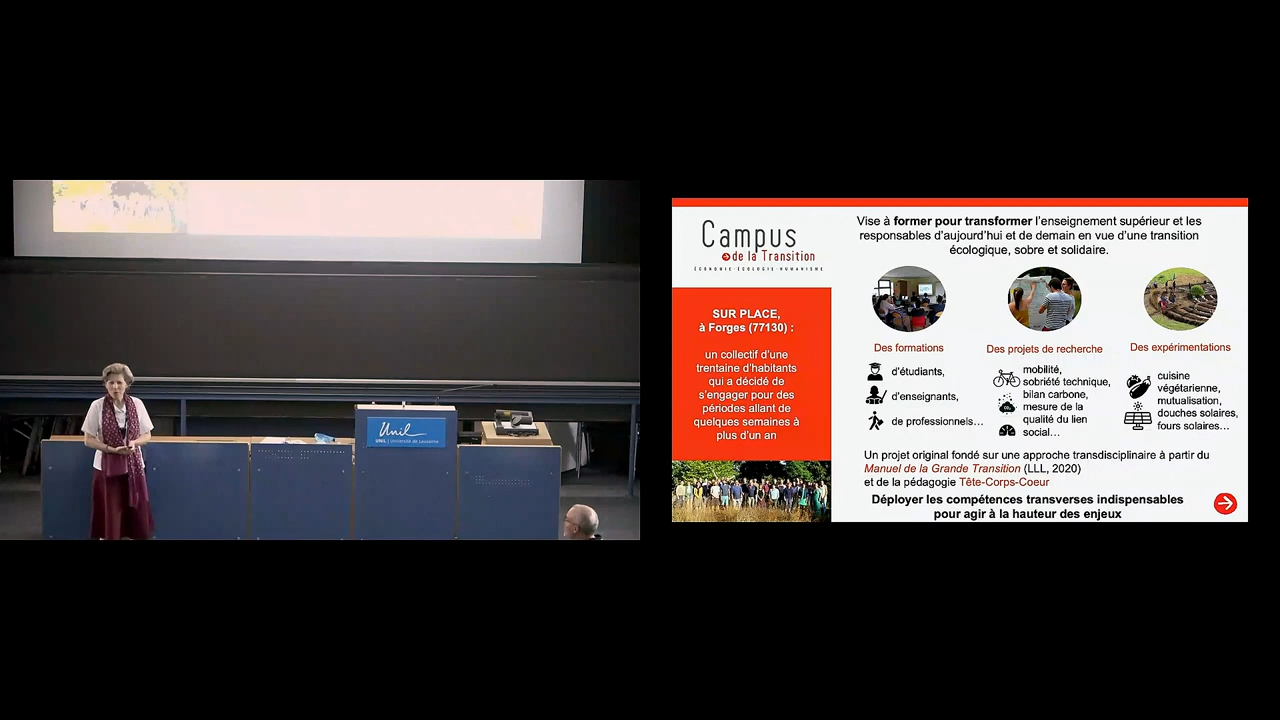 Unil
UNIL | Université de Lausanne
Campus
de la Transition
ÉCONOMIE·ÉCOLOGIE·HUMANISME
SUR PLACE,
à Forges (77130) :
un collectif d'une
trentaine d'habitants
qui a décidé de
s'engager pour des
périodes allant de
quelques semaines à
plus d'un an
Vise à former pour transformer l'enseignement supérieur et les
responsables d'aujourd'hui et de demain en vue d'une transition
écologique, sobre et solidaire.
Des formations
d'étudiants,
d'enseignants,
de professionnels…
Des projets de recherche
mobilité,
sobriété technique,
bilan carbone,
mesure de la
qualité du lien
social…
Des expérimentations
cuisine
végétarienne,
mutualisation,
douches solaires,
fours solaires…
Un projet original fondé sur une approche transdisciplinaire à partir du
Manuel de la Grande Transition (LLL, 2020)
et de la pédagogie Tête-Corps-Coeur
Déployer les compétences transverses indispensables
pour agir à la hauteur des enjeux